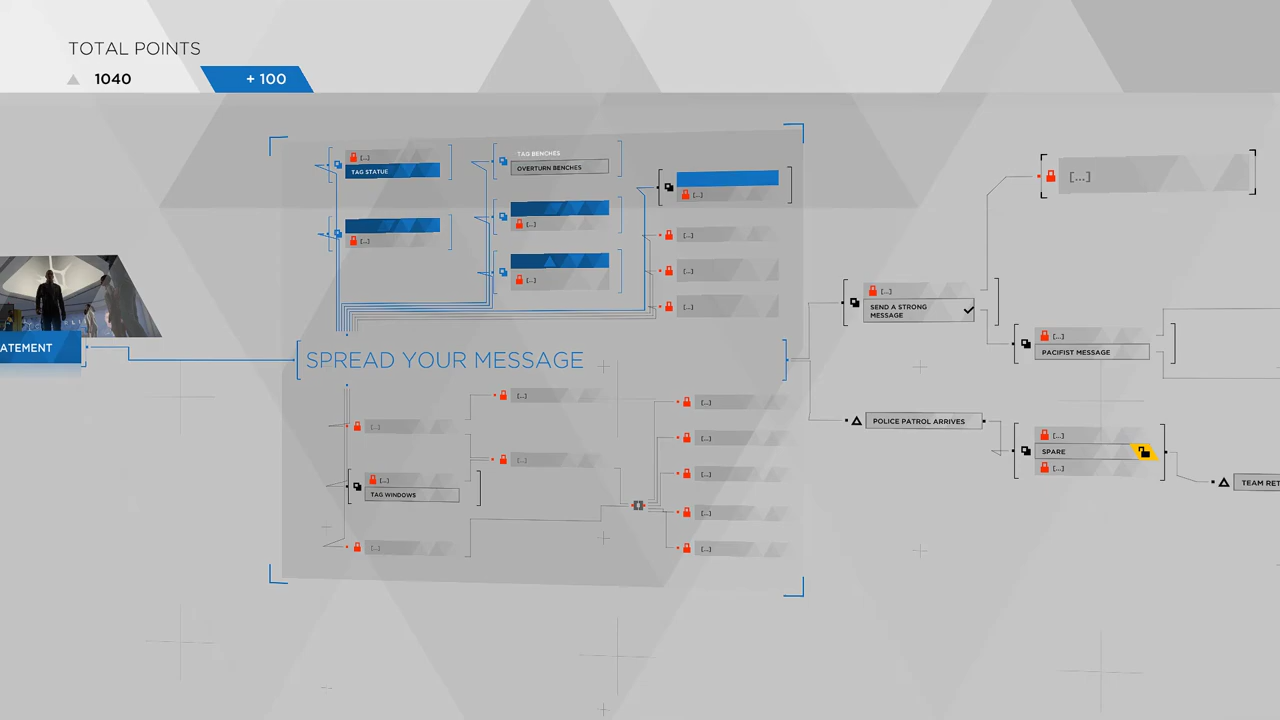 TOTAL POINTS
1040
+ 100
[...]
TAG STATUE
[...]
TAG BENCHES
OVERTURN BENCHES
[...]
[...]
[...]
[...]
[...]
[...]
ATEMENT
SPREAD YOUR MESSAGE
[...]
[...]
TAG WINDOWS
[...]
[...]
[...]
[...]
[...]
[...]
[...]
[...]
[...]
SEND A STRONG
MESSAGE
[...]
[...]
PACIFIST MESSAGE
POLICE PATROL ARRIVES
[...]
SPARE
[...]
TEAM RET